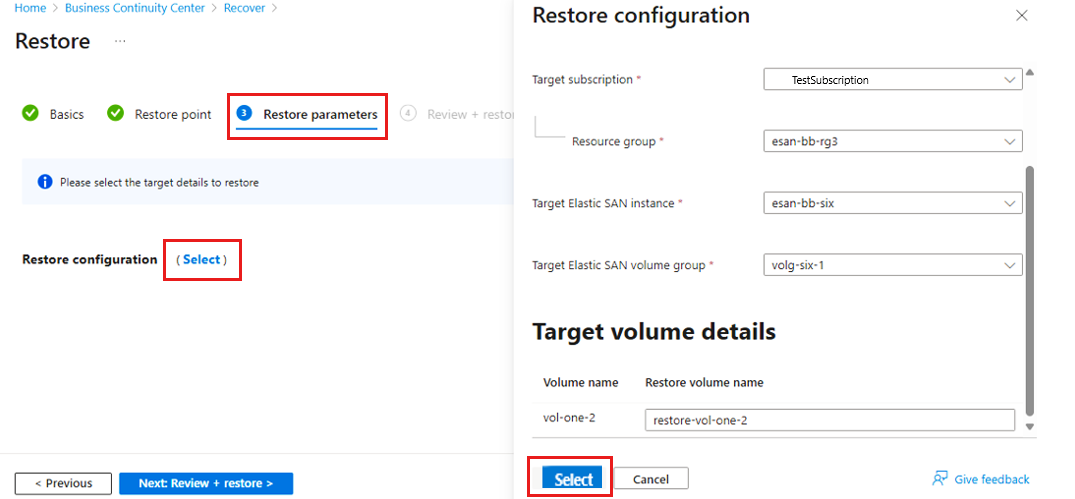 Home > Business Continuity Center > Recover >
Restore ...
Basics Restore point 3 Restore parameters 4 Review + restor
Please select the target details to restore
Restore configuration ( Select )
< Previous Next: Review + restore >
Restore configuration
Target subscription * TestSubscription
Resource group * esan-bb-rg3
Target Elastic SAN instance * esan-bb-six
Target Elastic SAN volume group * volg-six-1
Target volume details
Volume name Restore volume name
vol-one-2 restore-vol-one-2
Select Cancel Give feedback